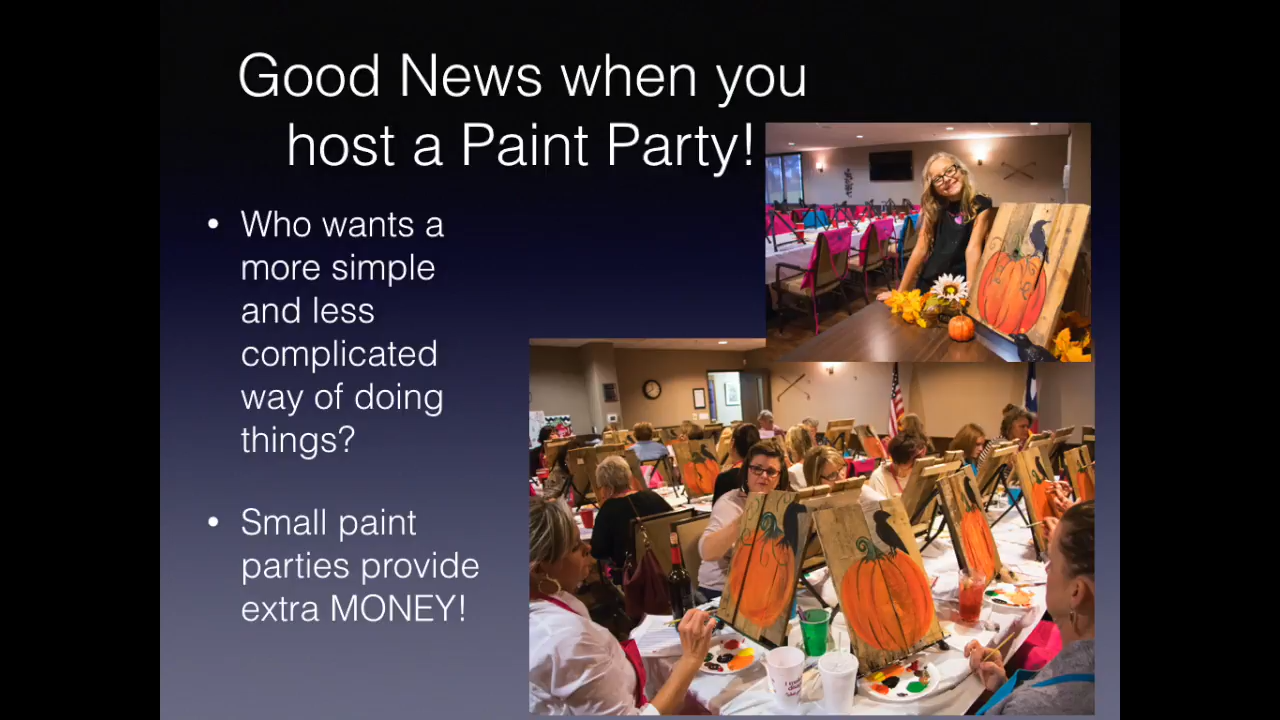 Good News when you
host a Paint Party!
• Who wants a
more simple
and less
complicated
way of doing
things?
• Small paint
parties provide
extra MONEY!